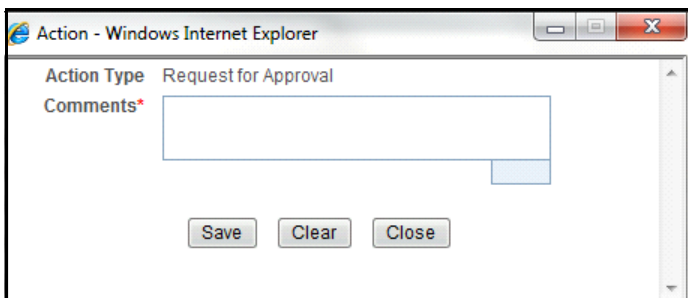 Action - Windows Internet Explorer
Action Type Request for Approval
Comments*
Save Clear Close